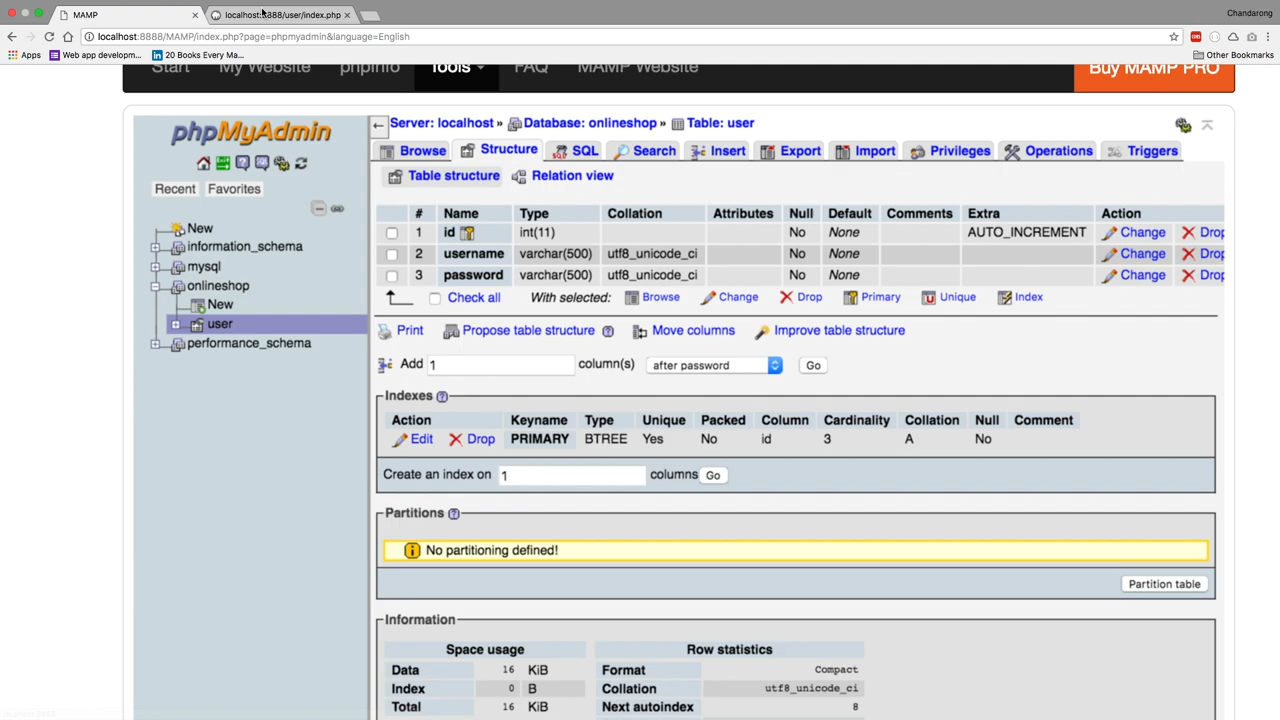 MAMP
localhost:8888/user/index.php
Chandarong
localhost:8888/MAMP/index.php?page=phpmyadmin&language=English
Apps
Web app developm...
20 Books Every Ma...
Other Bookmarks
Start
My Website
phpInfo
Tools
FAQ
MAMP Website
Buy MAMP PRO
phpMyAdmin
Recent
Favorites
New
information_schema
mysql
onlineshop
New
user
performance_schema
Server: localhost » Database: onlineshop » Table: user
Browse Structure SQL Search Insert Export Import Privileges Operations Triggers
Table structure Relation view
# Name Type Collation Attributes Null Default Comments Extra Action
1 id int(11) No None AUTO_INCREMENT Change Drop
2 username varchar(500) utf8_unicode_ci No None Change Drop
3 password varchar(500) utf8_unicode_ci No None Change Drop
Check all With selected: Browse Change Drop Primary Unique Index
Print Propose table structure Move columns Improve table structure
Add 1 column(s) after password Go
Indexes
Action Keyname Type Unique Packed Column Cardinality Collation Null Comment
Edit Drop PRIMARY BTREE Yes No id 3 A No
Create an index on 1 columns Go
Partitions
No partitioning defined!
Partition table
Information
Space usage
Data 16 KiB
Index 0 B
Total 16 KiB
Row statistics
Format Compact
Collation utf8_unicode_ci
Next autoindex 8